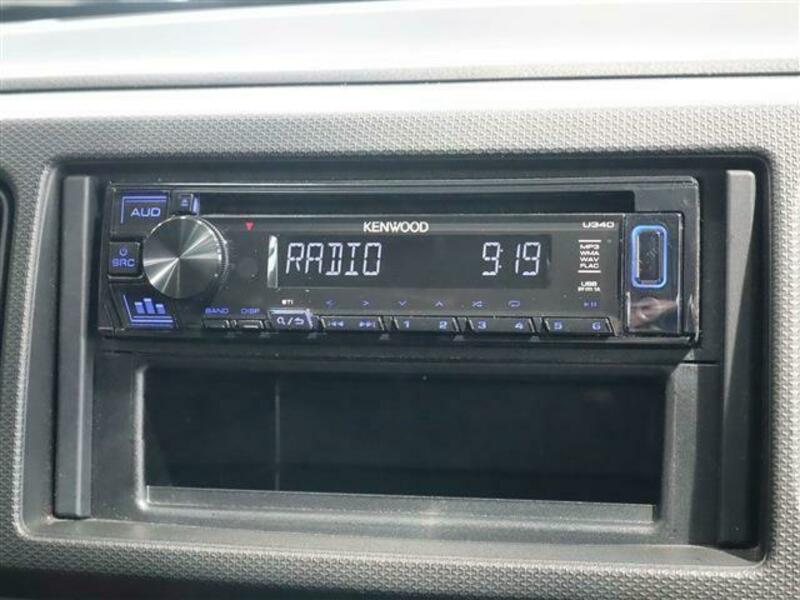 AUD
KENWOOD
U340
RADIO 9:19
MP3
WMA
WAV
FLAC
SRC
USB
BAND DISP
1 2 3 4 5 6